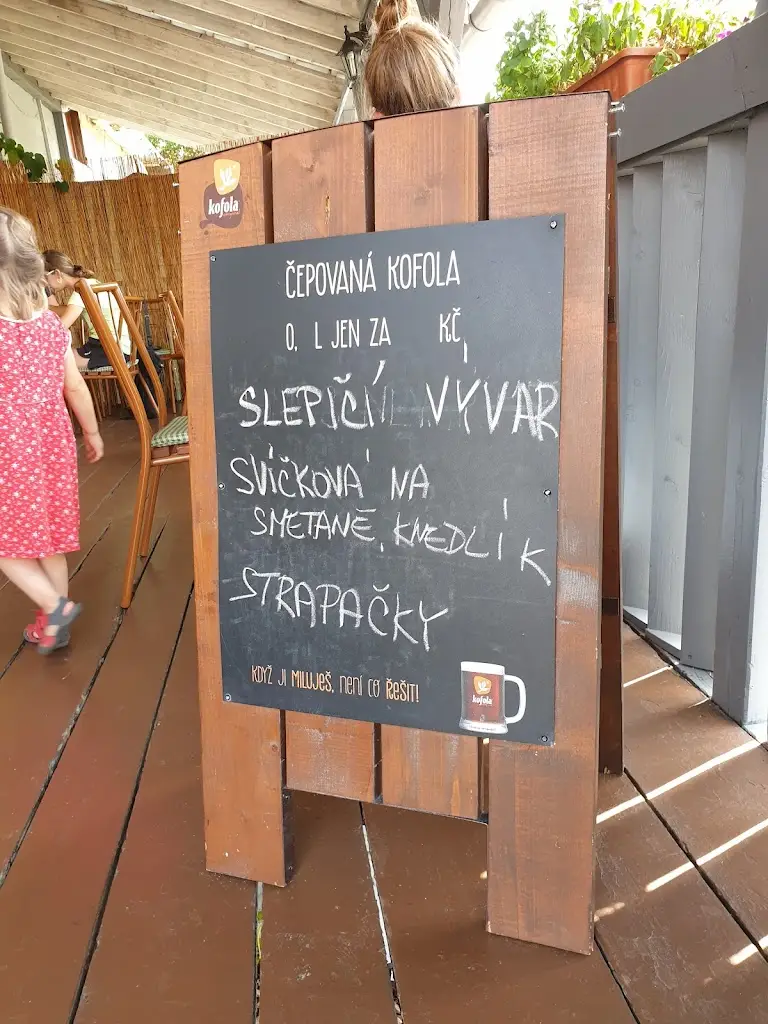 kofola
ČEPOVANÁ KOFOLA
0, L JEN ZA KČ
SLEPIČÍ VÝVAR
SVÍČKOVÁ NA
SMETANĚ, KNEDLÍK
STRAPAČKY
KDYŽ JI MILUJEŠ, NENÍ CO ŘEŠIT!
kofola